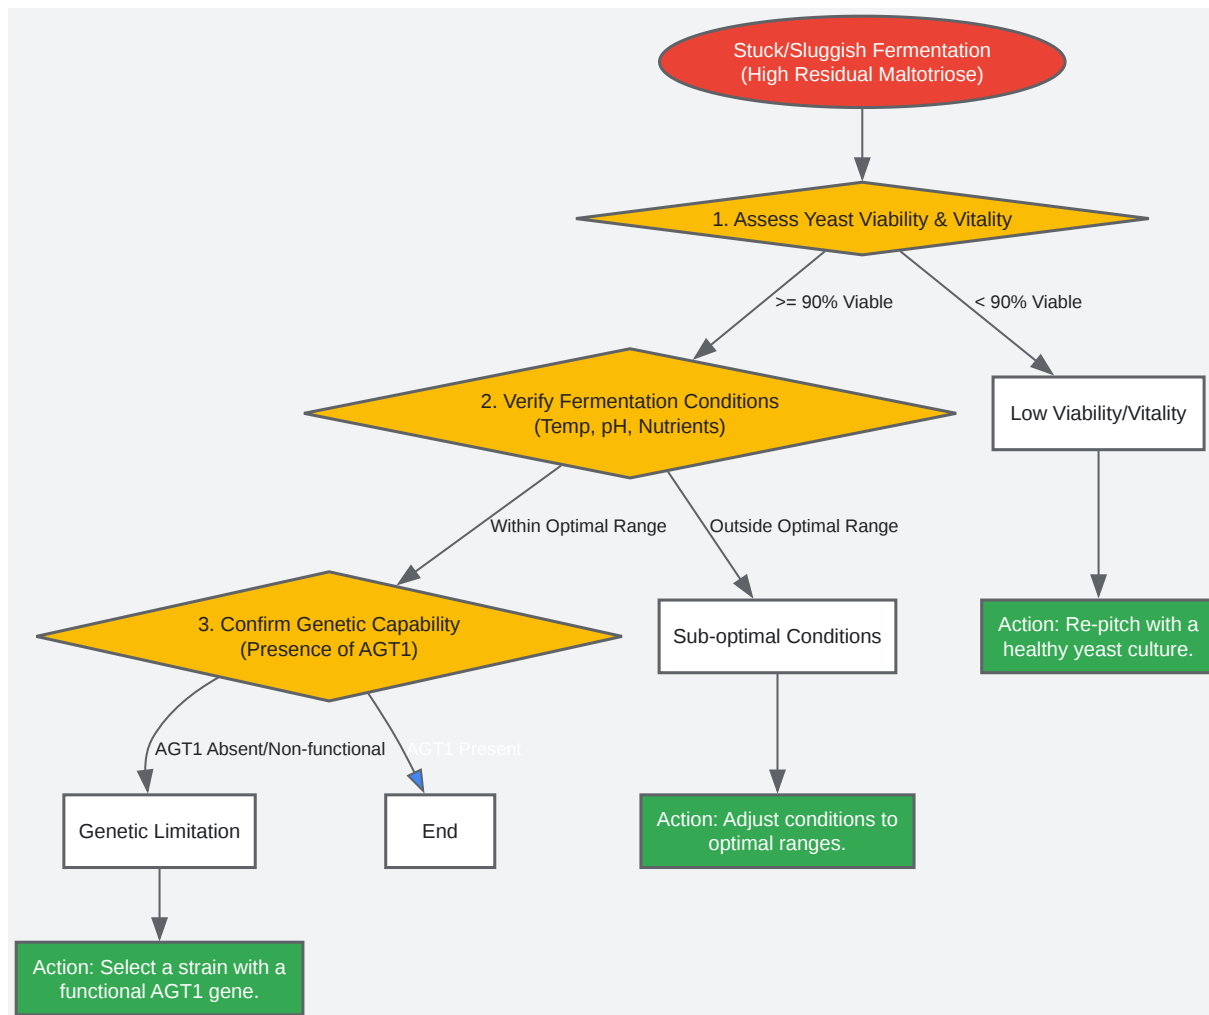 Stuck/Sluggish Fermentation
(High Residual Maltotriose)
1. Assess Yeast Viability & Vitality
>= 90% Viable
< 90% Viable
2. Verify Fermentation Conditions
(Temp, pH, Nutrients)
Low Viability/Vitality
Within Optimal Range
Outside Optimal Range
3. Confirm Genetic Capability
(Presence of AGT1)
Sub-optimal Conditions
Action: Re-pitch with a
healthy yeast culture.
AGT1 Absent/Non-functional
AGT1 Present
Genetic Limitation
End
Action: Adjust conditions to
optimal ranges.
Action: Select a strain with a
functional AGT1 gene.